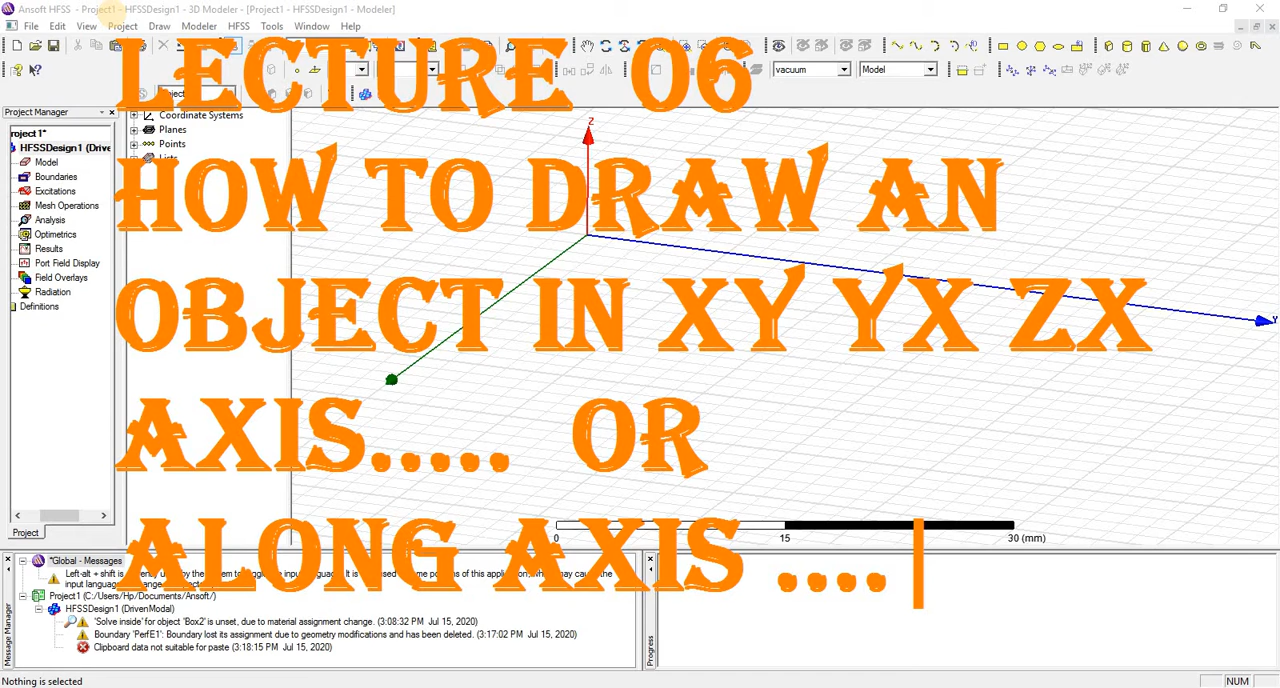 Ansoft HFSS - Project1 - HFSSDesign1 - 3D Modeler - [Project1 - HFSSDesign1 - Modeler]
File Edit View Project Draw Modeler HFSS Tools Window Help
LECTURE 06
vacuum
Model
Project Manager
roject1*
HFSSDesign1 (Drive
Model
Boundaries
Excitations
Mesh Operations
Analysis
Optimetrics
Results
Port Field Display
Field Overlays
Radiation
Definitions
Project
Coordinate Systems
Planes
Points
Lists
Z
Y
HOW TO DRAW AN
OBJECT IN XY YX ZX
AXIS..... OR
ALONG AXIS ....|
0
15
30 (mm)
*Global - Messages
Project1 (C:/Users/Hp/Documents/Ansoft/)
HFSSDesign1 (DrivenModal)
'Solve inside' for object 'Box2' is unset, due to material assignment change. (3:08:32 PM Jul 15, 2020)
Boundary 'PerfE1': Boundary lost its assignment due to geometry modifications and has been deleted. (3:17:02 PM Jul 15, 2020)
Clipboard data not suitable for paste (3:18:15 PM Jul 15, 2020)
Message Manager
Progress
Nothing is selected
NUM